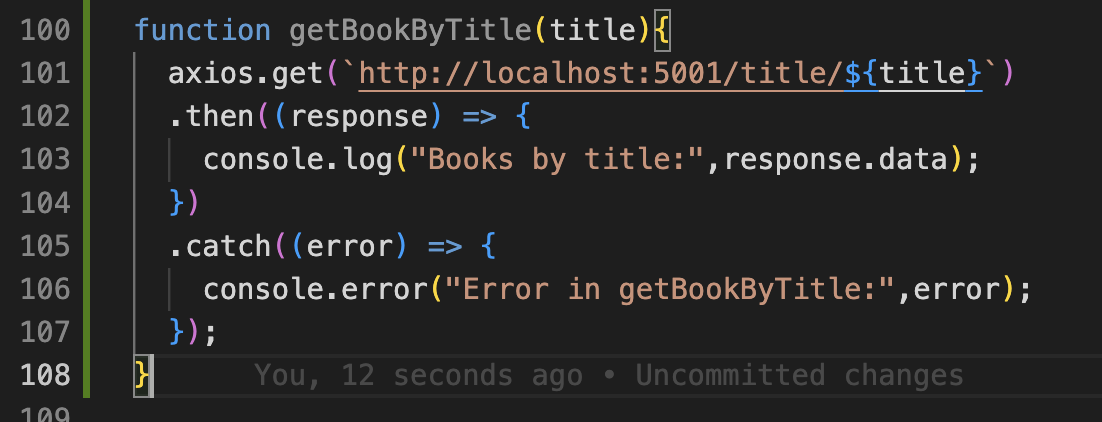 100 function getBookByTitle(title){
101 axios.get(`http://localhost:5001/title/${title}`)
102 .then((response) => {
103 console.log("Books by title:",response.data);
104 })
105 .catch((error) => {
106 console.error("Error in getBookByTitle:",error);
107 });
108 } You, 12 seconds ago • Uncommitted changes
109